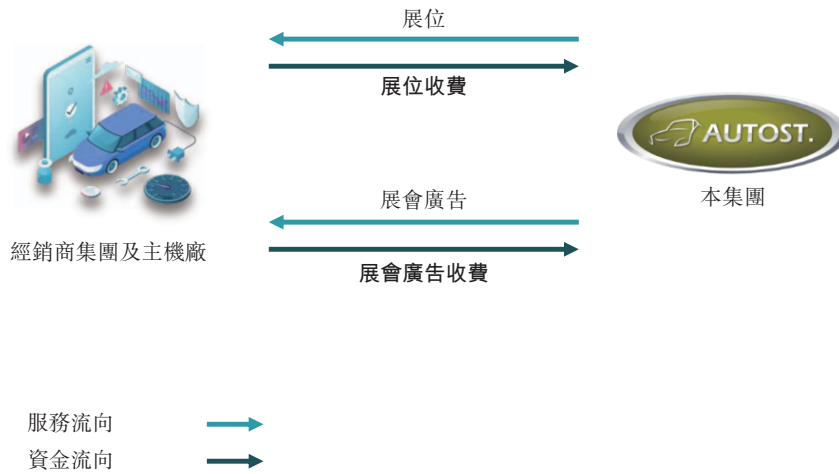 展位
展位收費
AUTOST.
本集團
展會廣告
經銷商集團及主機廠
展會廣告收費
服務流向
資金流向